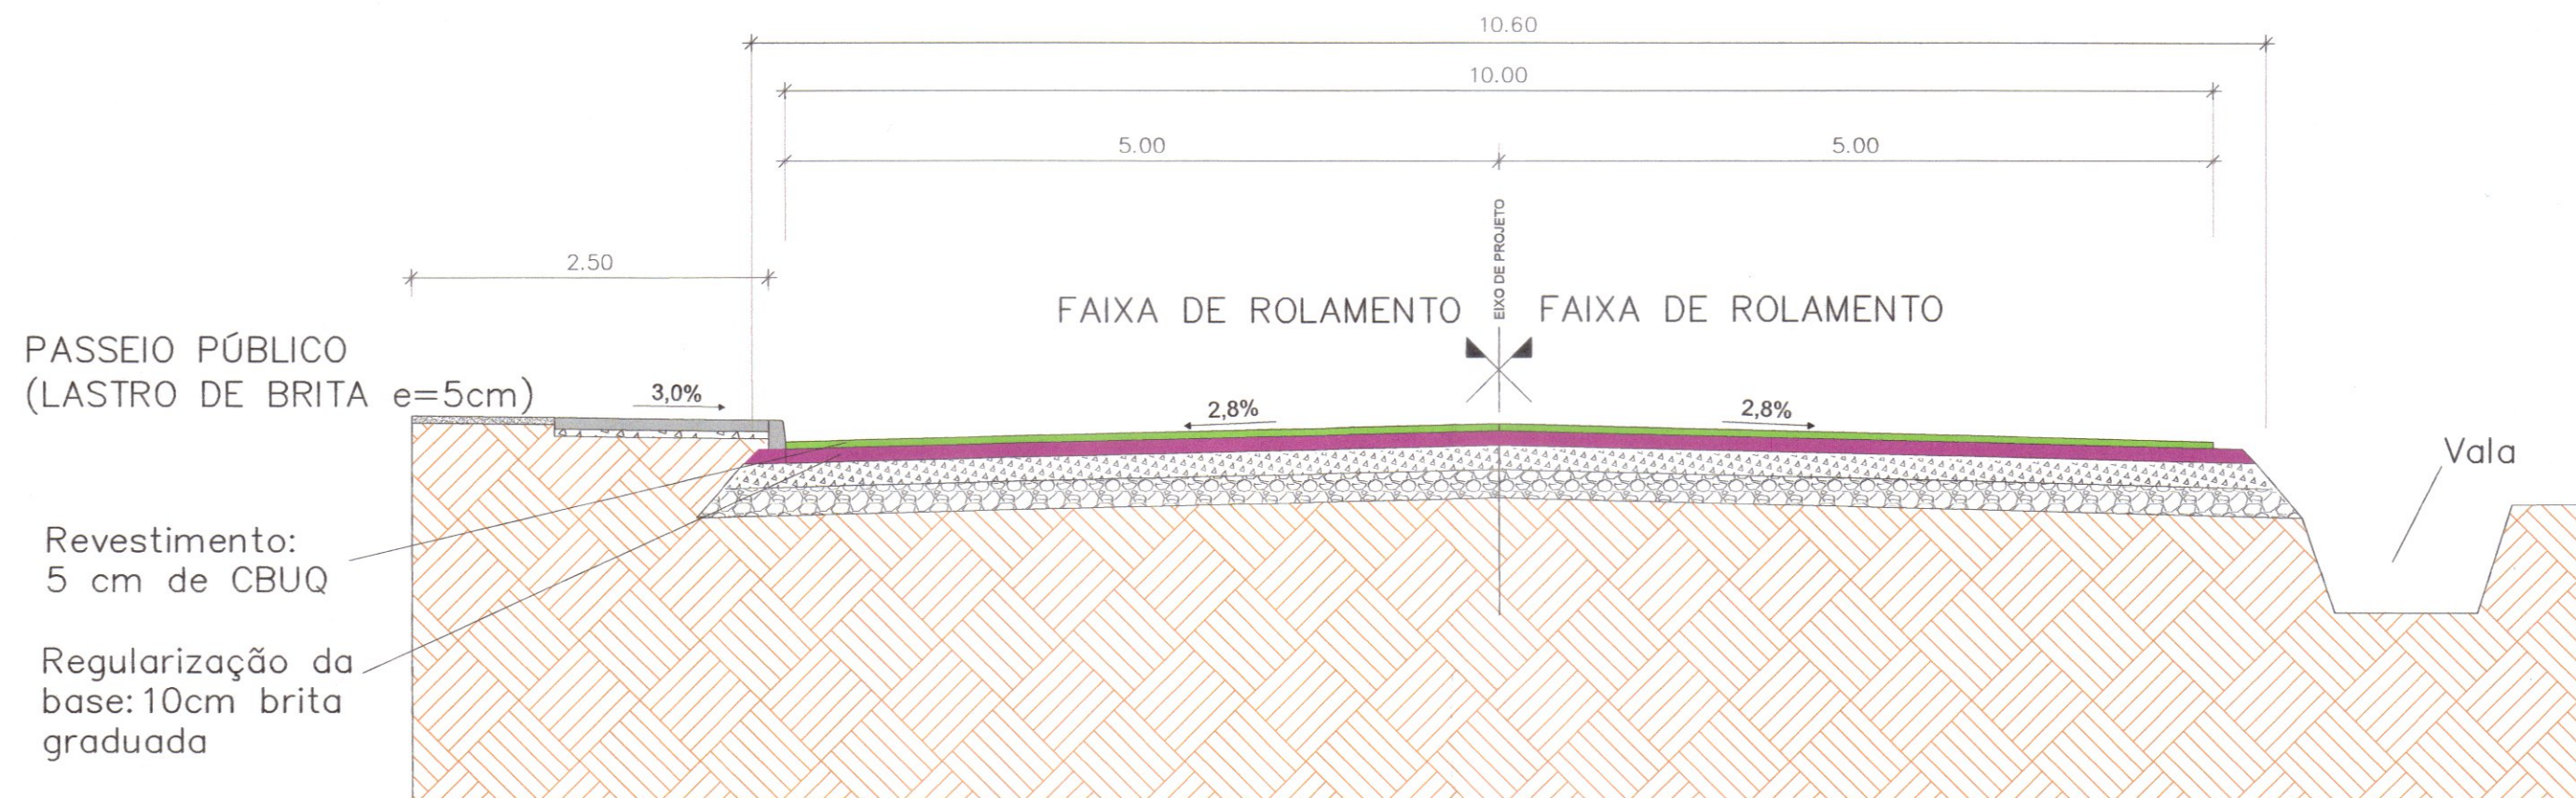 10.60
10.00
5.00
5.00
EIXO DE PROJETO
2.50
FAIXA DE ROLAMENTO
FAIXA DE ROLAMENTO
PASSEIO PÚBLICO
(LASTRO DE BRITA e=5cm)
3,0%
2,8%
2,8%
Vala
Revestimento:
5 cm de CBUQ
Regularização da
base: 10cm brita
graduada